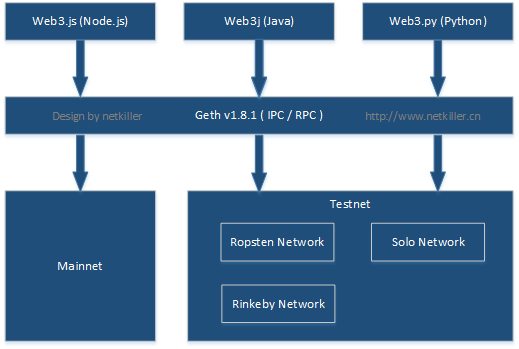 Web3.js (Node.js)
Web3j (Java)
Web3.py (Python)
Design by netkiller
Geth v1.8.1 ( IPC / RPC )
http://www.netkiller.cn
Mainnet
Testnet
Ropsten Network
Solo Network
Rinkeby Network